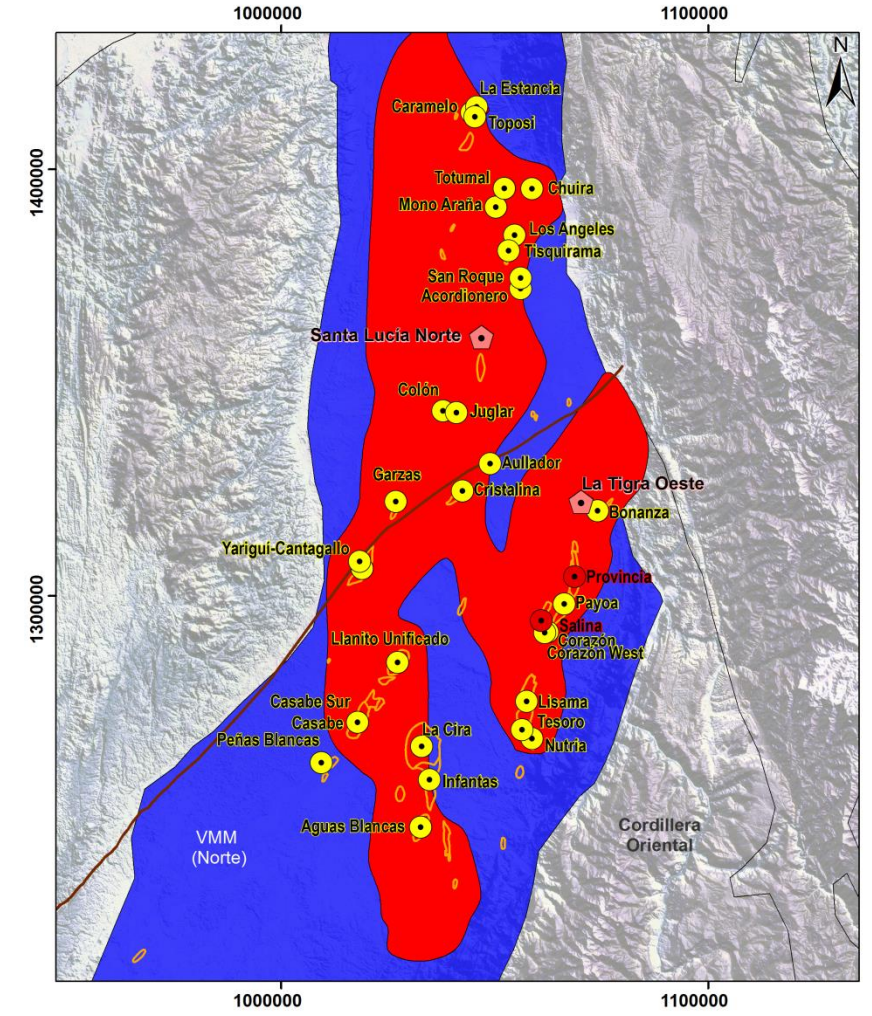 1000000
1100000
N
La Estancia
Caramelo
Toposi
1400000
Totumal
Chuira
Mono Araña
Los Angeles
Tisquirama
San Roque
Acordionero
Santa Lucía Norte
Colón
Juglar
Aullador
Garzas
Cristalina
La Tigra Oeste
Bonanza
Yariguí-Cantagallo
Provincia
1300000
Payoa
Salina
Corazón
Llanito Unificado
Corazón West
Casabe Sur
Lisama
Casabe
La Cira
Tesoro
Peñas Blancas
Nutria
Infantas
Aguas Blancas
VMM
(Norte)
Cordillera
Oriental
1000000
1100000